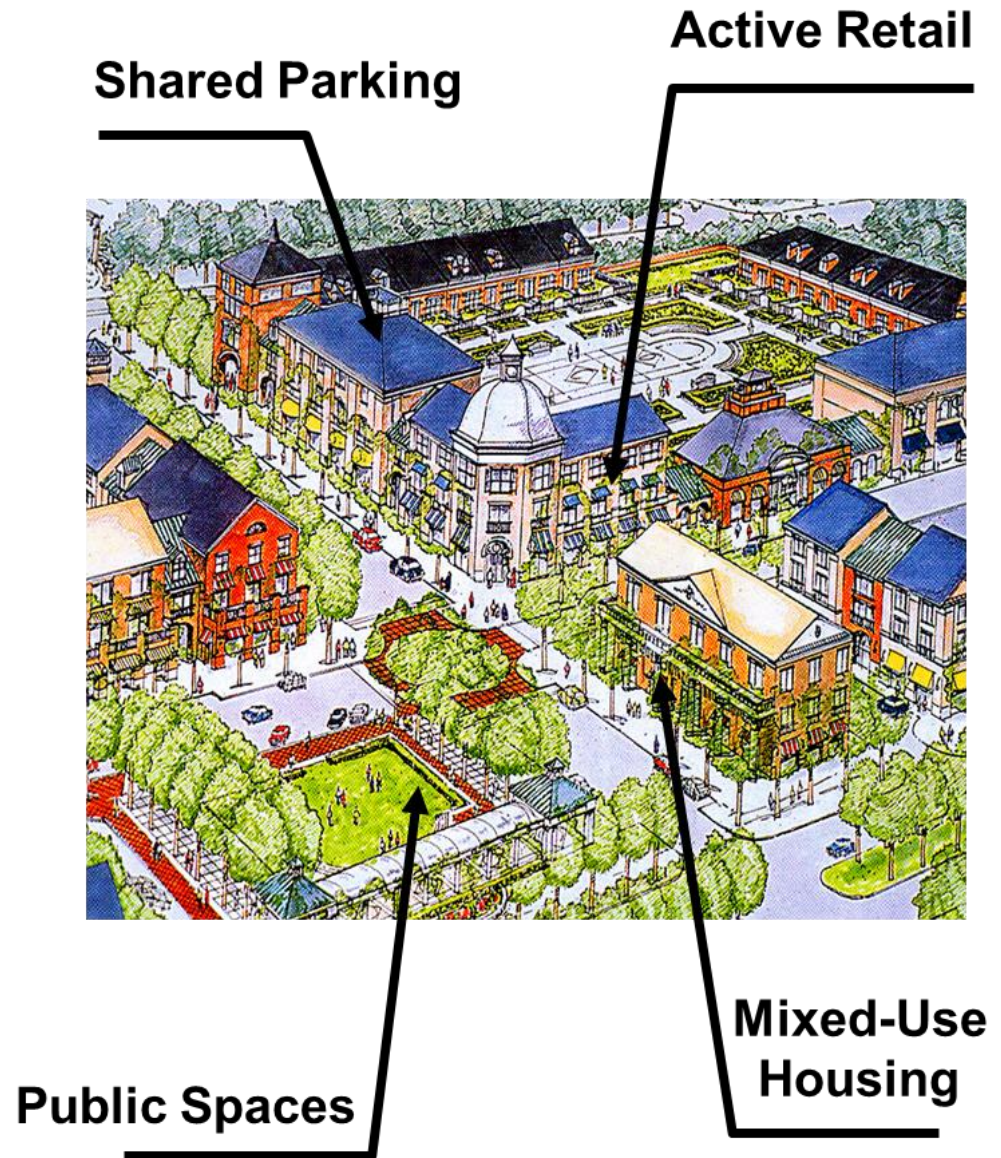 Active Retail
Shared Parking
Mixed-Use
Housing
Public Spaces